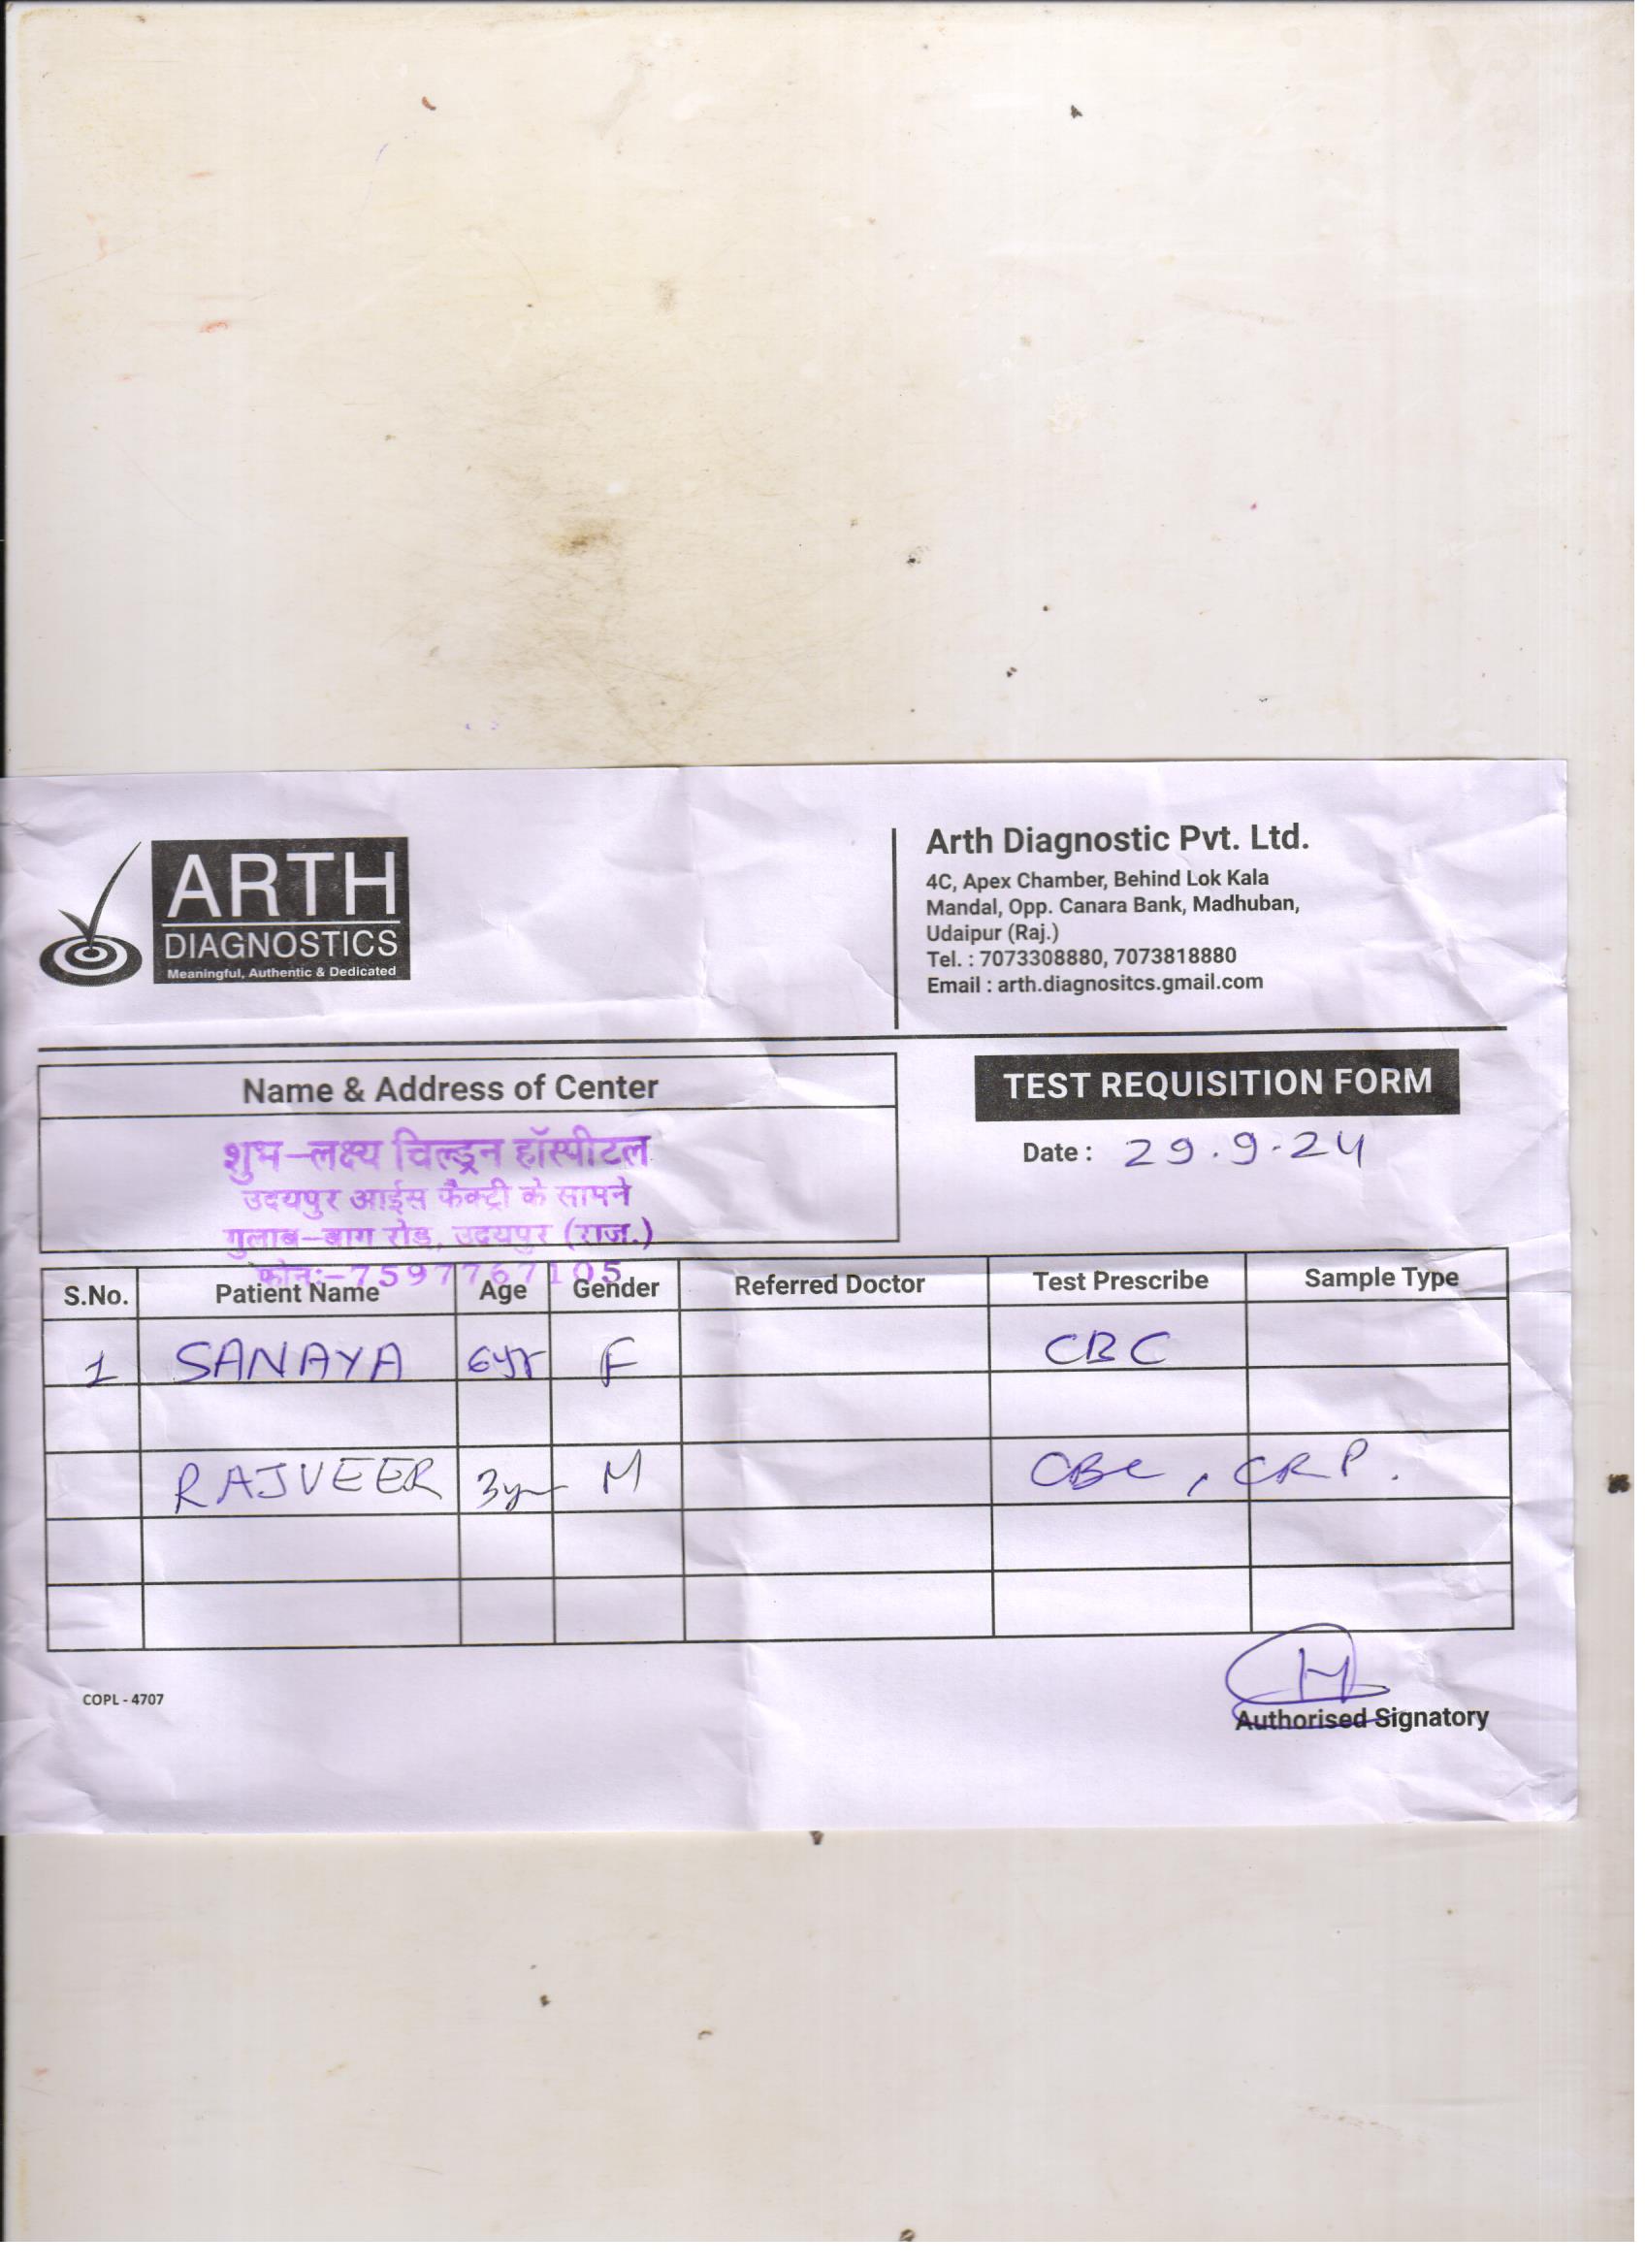 ARTH
DIAGNOSTICS
Meaningful, Authentic & Dedicated
Arth Diagnostic Pvt. Ltd.
4C, Apex Chamber, Behind Lok Kala
Mandal, Opp. Canara Bank, Madhuban,
Udaipur (Raj.)
Tel. : 7073308880, 7073818880
Email : arth.diagnositcs.gmail.com
Name & Address of Center
शुभ-लक्ष्य चिल्ड्रन हॉस्पीटल
उदयपुर आईस फैक्ट्री के सामने
गुलाब-बाग रोड, उदयपुर (राज.)
फोन:-7597767105
TEST REQUISITION FORM
Date : 29.9.24
S.No. Patient Name Age Gender Referred Doctor Test Prescribe Sample Type
1 SANAYA 6yr F CBC
RAJVEER 3yr M CBC, CRP.
COPL - 4707
Authorised Signatory